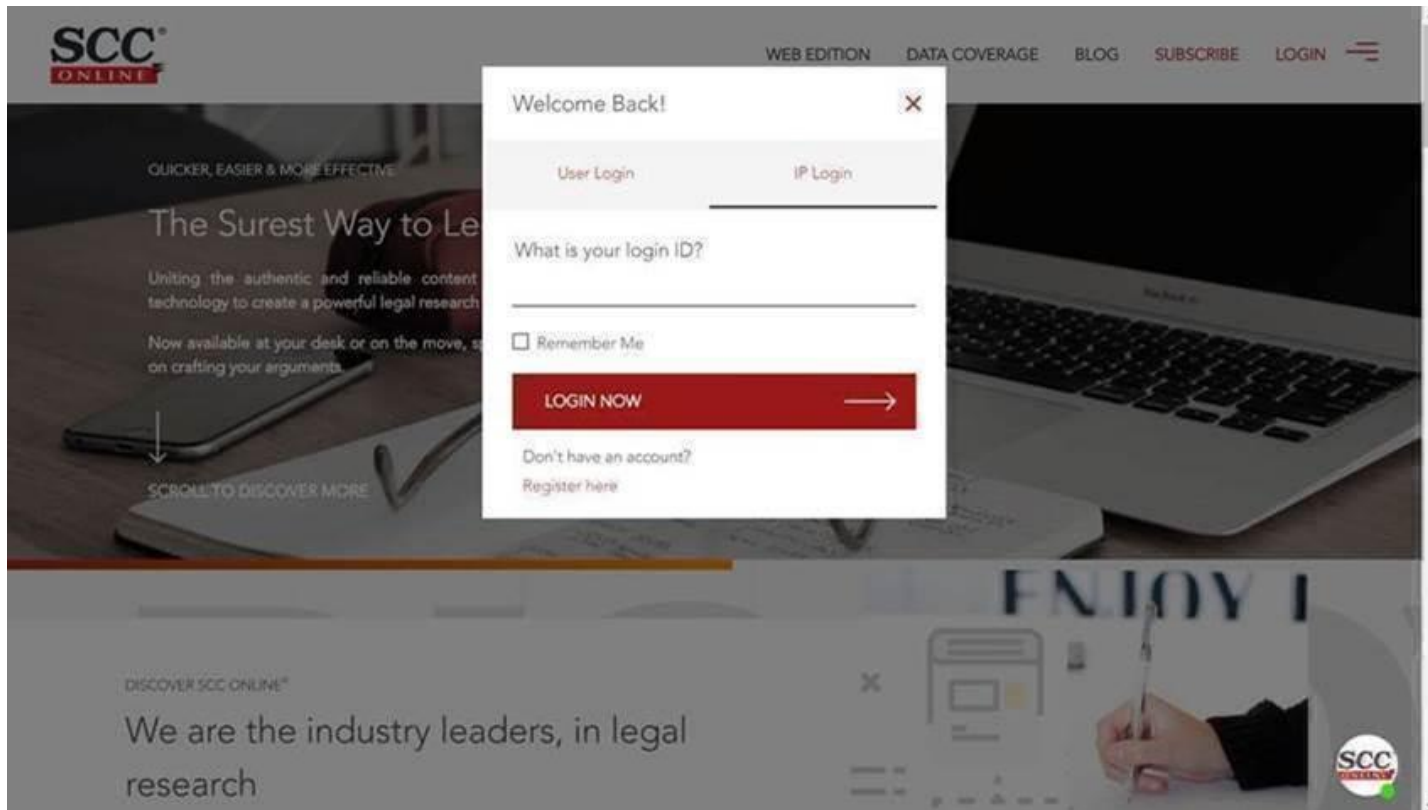 SCC®
ONLINE
WEB EDITION DATA COVERAGE BLOG SUBSCRIBE LOGIN
Welcome Back!
User Login IP Login
What is your login ID?
Remember Me
LOGIN NOW
Don't have an account?
Register here
QUICKER, EASIER & MORE EFFECTIVE
The Surest Way to Le
Uniting the authentic and reliable content
technology to create a powerful legal research
Now available at your desk or on the move, sp
on crafting your arguments.
SCROLL TO DISCOVER MORE
ENJOY
DISCOVER SCC ONLINE®
We are the industry leaders, in legal
research
SCC
ONLINE